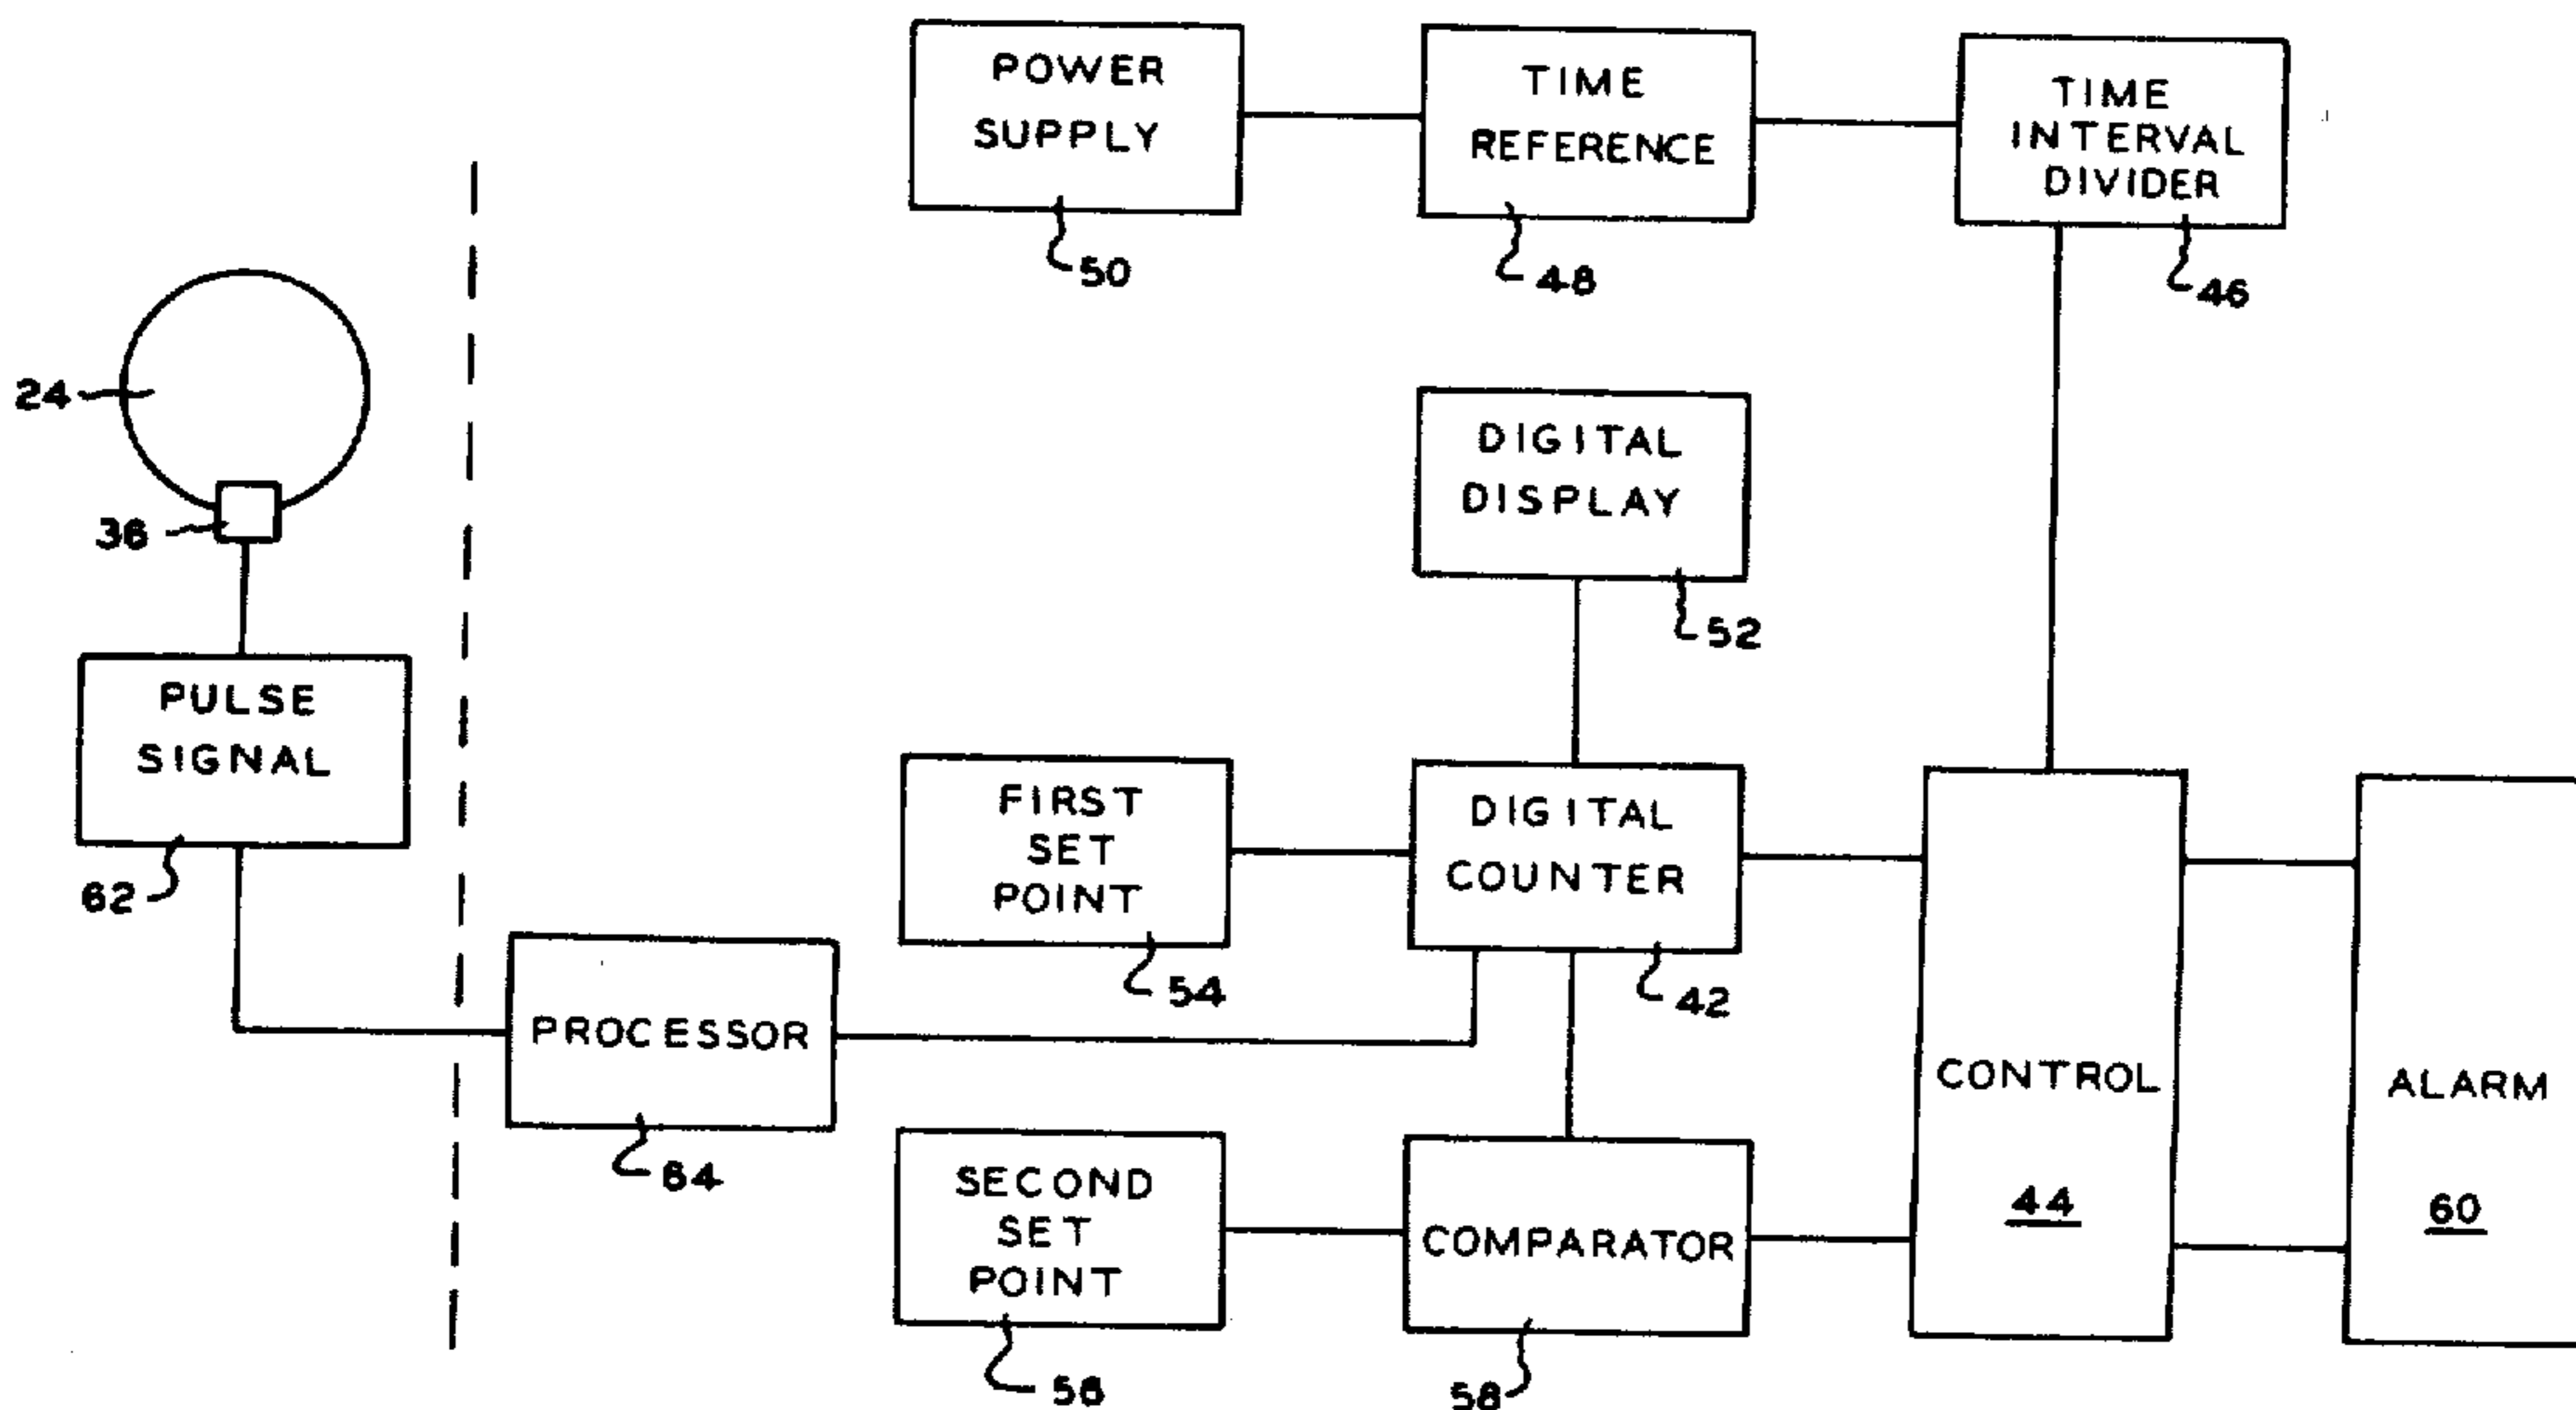 POWER
SUPPLY
50
TIME
REFERENCE
48
TIME
INTERVAL
DIVIDER
46
24
36
PULSE
SIGNAL
62
DIGITAL
DISPLAY
52
FIRST
SET
POINT
54
DIGITAL
COUNTER
42
PROCESSOR
64
SECOND
SET
POINT
56
COMPARATOR
58
CONTROL
44
ALARM
60